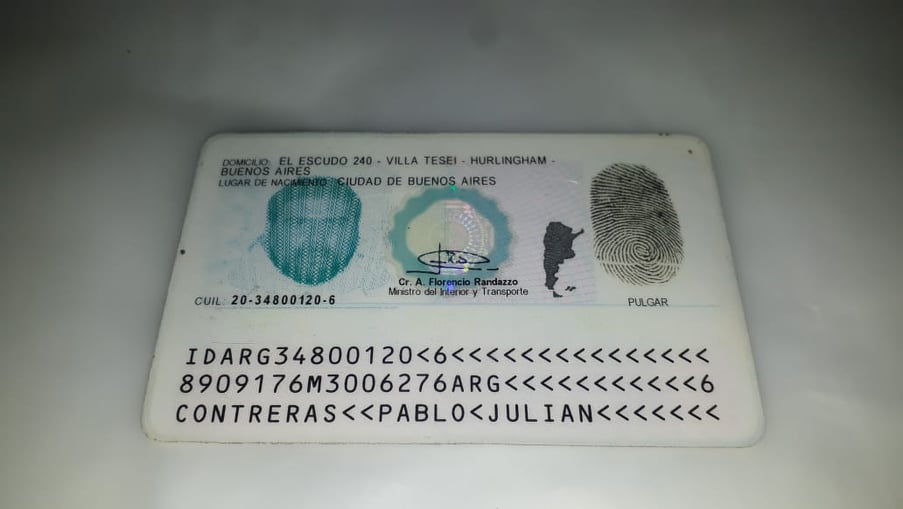 DOMICILIO: EL ESCUDO 240 - VILLA TESEI - HURLINGHAM -
BUENOS AIRES
LUGAR DE NACIMIENTO: CIUDAD DE BUENOS AIRES
Cr. A. Florencio Randazzo
Ministro del Interior y Transporte
CUIL: 20-34800120-6
PULGAR
IDARG34800120<6<<<<<<<<<<<<<<<
8909176M3006276ARG<<<<<<<<<<<6
CONTRERAS<<PABLO<JULIAN<<<<<<<